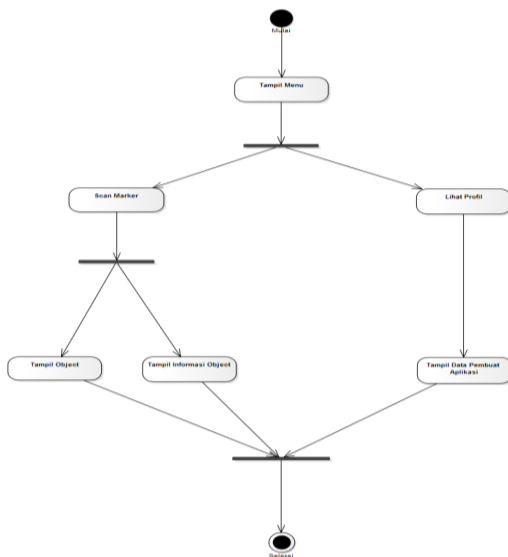 Mulai
Tampil Menu
Scan Marker
Lihat Profil
Tampil Object
Tampil Informasi Object
Tampil Data Pembuat
Aplikasi
Selesai